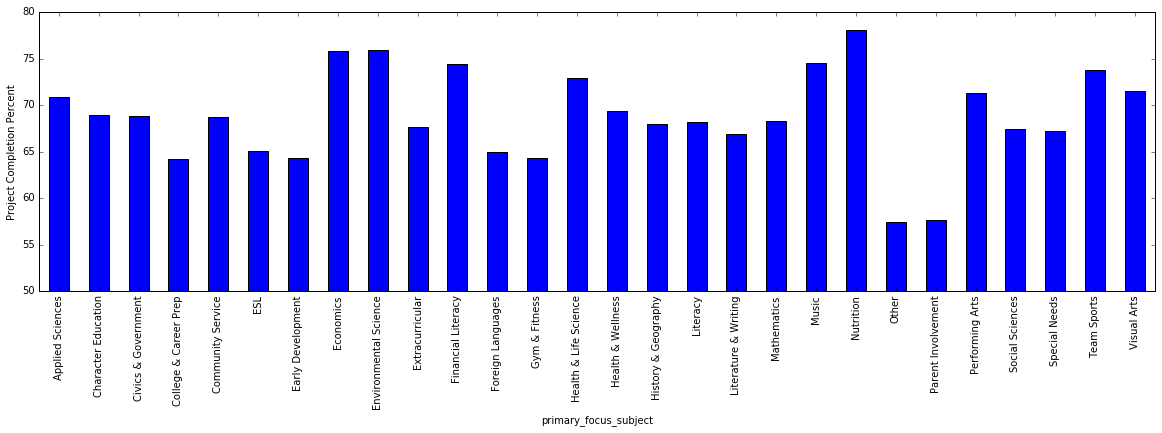 Project Completion Percent
80
75
70
65
60
55
50
Applied Sciences
Character Education
Civics & Government
College & Career Prep
Community Service
ESL
Early Development
Economics
Environmental Science
Extracurricular
Financial Literacy
Foreign Languages
Gym & Fitness
Health & Life Science
Health & Wellness
History & Geography
Literacy
Literature & Writing
Mathematics
Music
Nutrition
Other
Parent Involvement
Performing Arts
Social Sciences
Special Needs
Team Sports
Visual Arts
primary_focus_subject